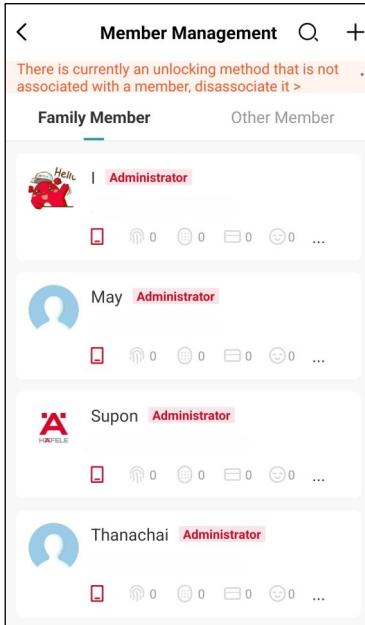 Member Management
There is currently an unlocking method that is not
associated with a member, disassociate it >
Family Member Other Member
Hello
I Administrator
0 0 0 0 ...
May Administrator
0 0 0 0 ...
Supon Administrator
HÄFELE
0 0 0 0 ...
Thanachai Administrator
0 0 0 0 ...